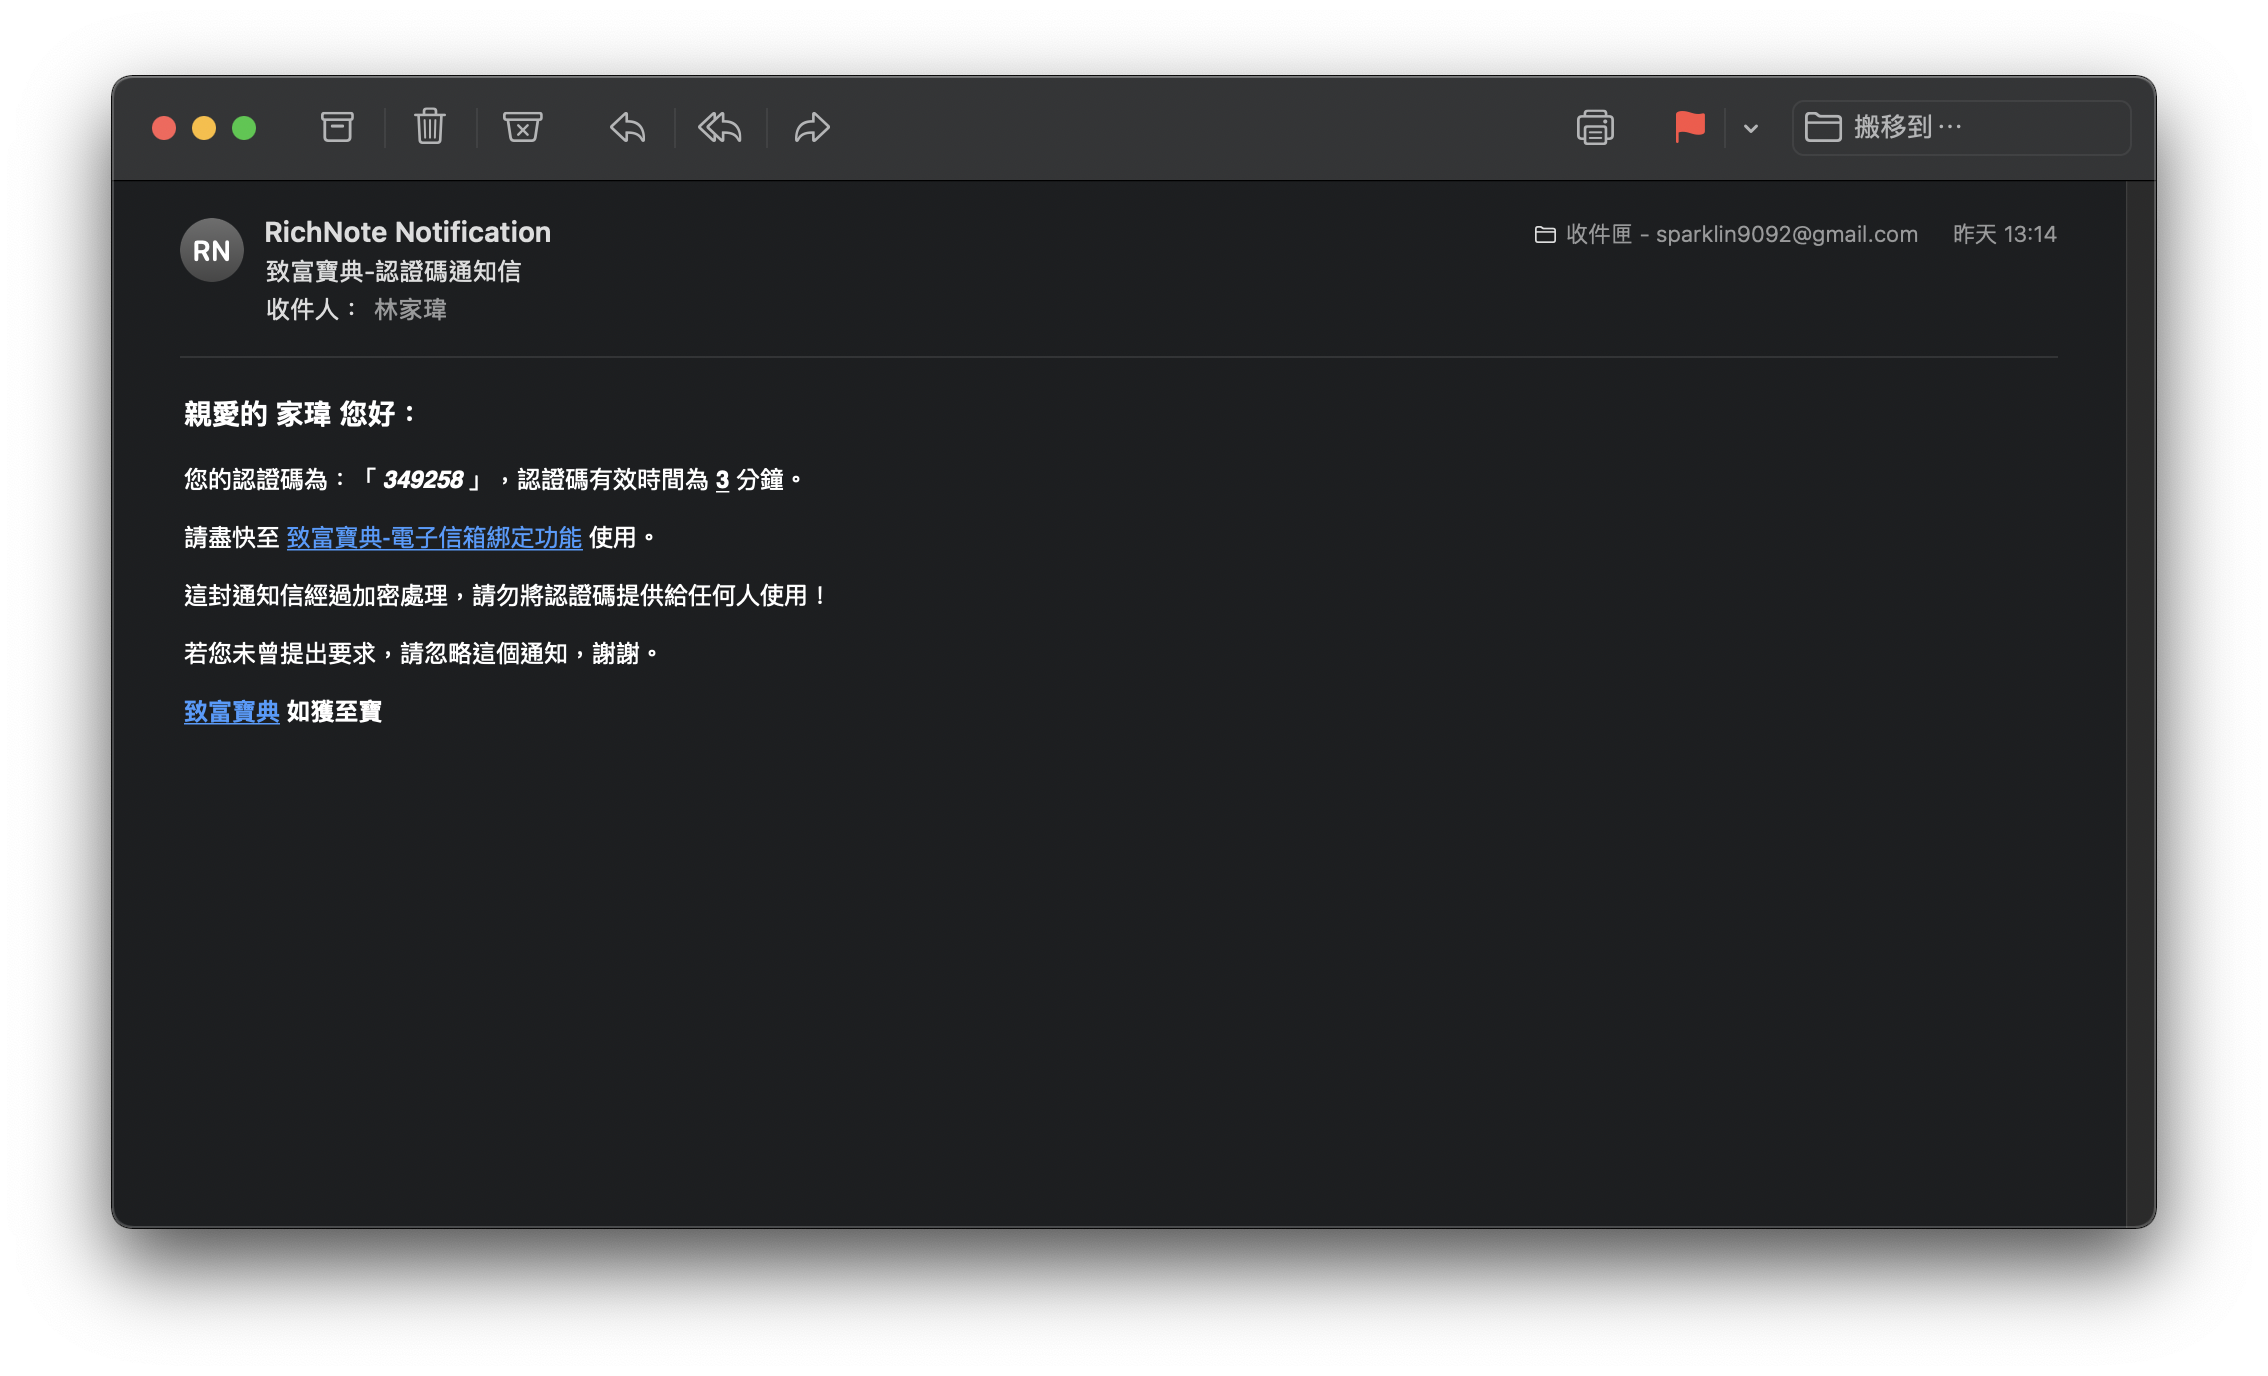 搬移到…
RN
RichNote Notification
收件匣 - sparklin9092@gmail.com 昨天 13:14
致富寶典-認證碼通知信
收件人： 林家瑋
親愛的 家瑋 您好：
您的認證碼為：「 349258 」，認證碼有效時間為 3 分鐘。
請盡快至 致富寶典-電子信箱綁定功能 使用。
這封通知信經過加密處理，請勿將認證碼提供給任何人使用！
若您未曾提出要求，請忽略這個通知，謝謝。
致富寶典 如獲至寶